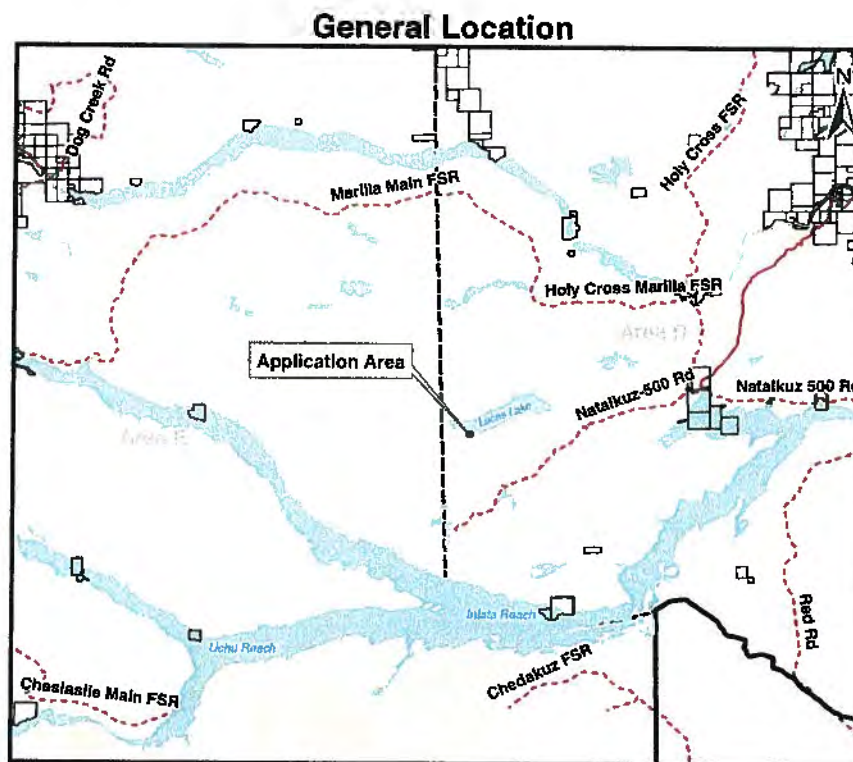 General Location
N
Dog Creek Rd
Holy Cross FSR
Marilla Main FSR
Holy Cross Marilla FSR
Area D
Application Area
Natalkuz-500 Rd
Natalkuz 500 Rd
Lucas Lake
Area E
Intata Reach
Uchu Reach
Red Rd
Chedakuz FSR
Cheslaslie Main FSR